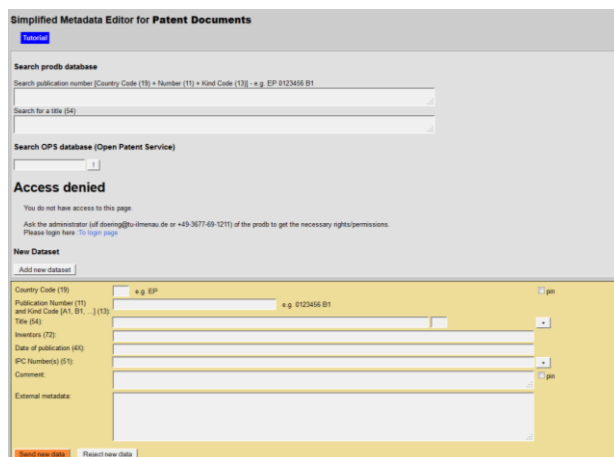 Simplified Metadata Editor for Patent Documents
Tutorial
Search prodb database
Search publication number [Country Code (19) + Number (11) + Kind Code (13)] - e.g. EP 0123456 B1
Search for a title (54)
Search OPS database (Open Patent Service)
!
Access denied
You do not have access to this page.
Ask the administrator (ulf.doering@tu-ilmenau.de or +49-3677-69-1211) of the prodb to get the necessary rights/permissions.
Please login here :To login page
New Dataset
Add new dataset
Country Code (19) e.g. EP pin
Publication Number (11) e.g. 0123456 B1
and Kind Code [A1, B1, ...] (13):
Title (54): +
Inventors (72):
Date of publication (4X):
IPC Number(s) (51): +
Comment: pin
External metadata:
Send new data Reject new data